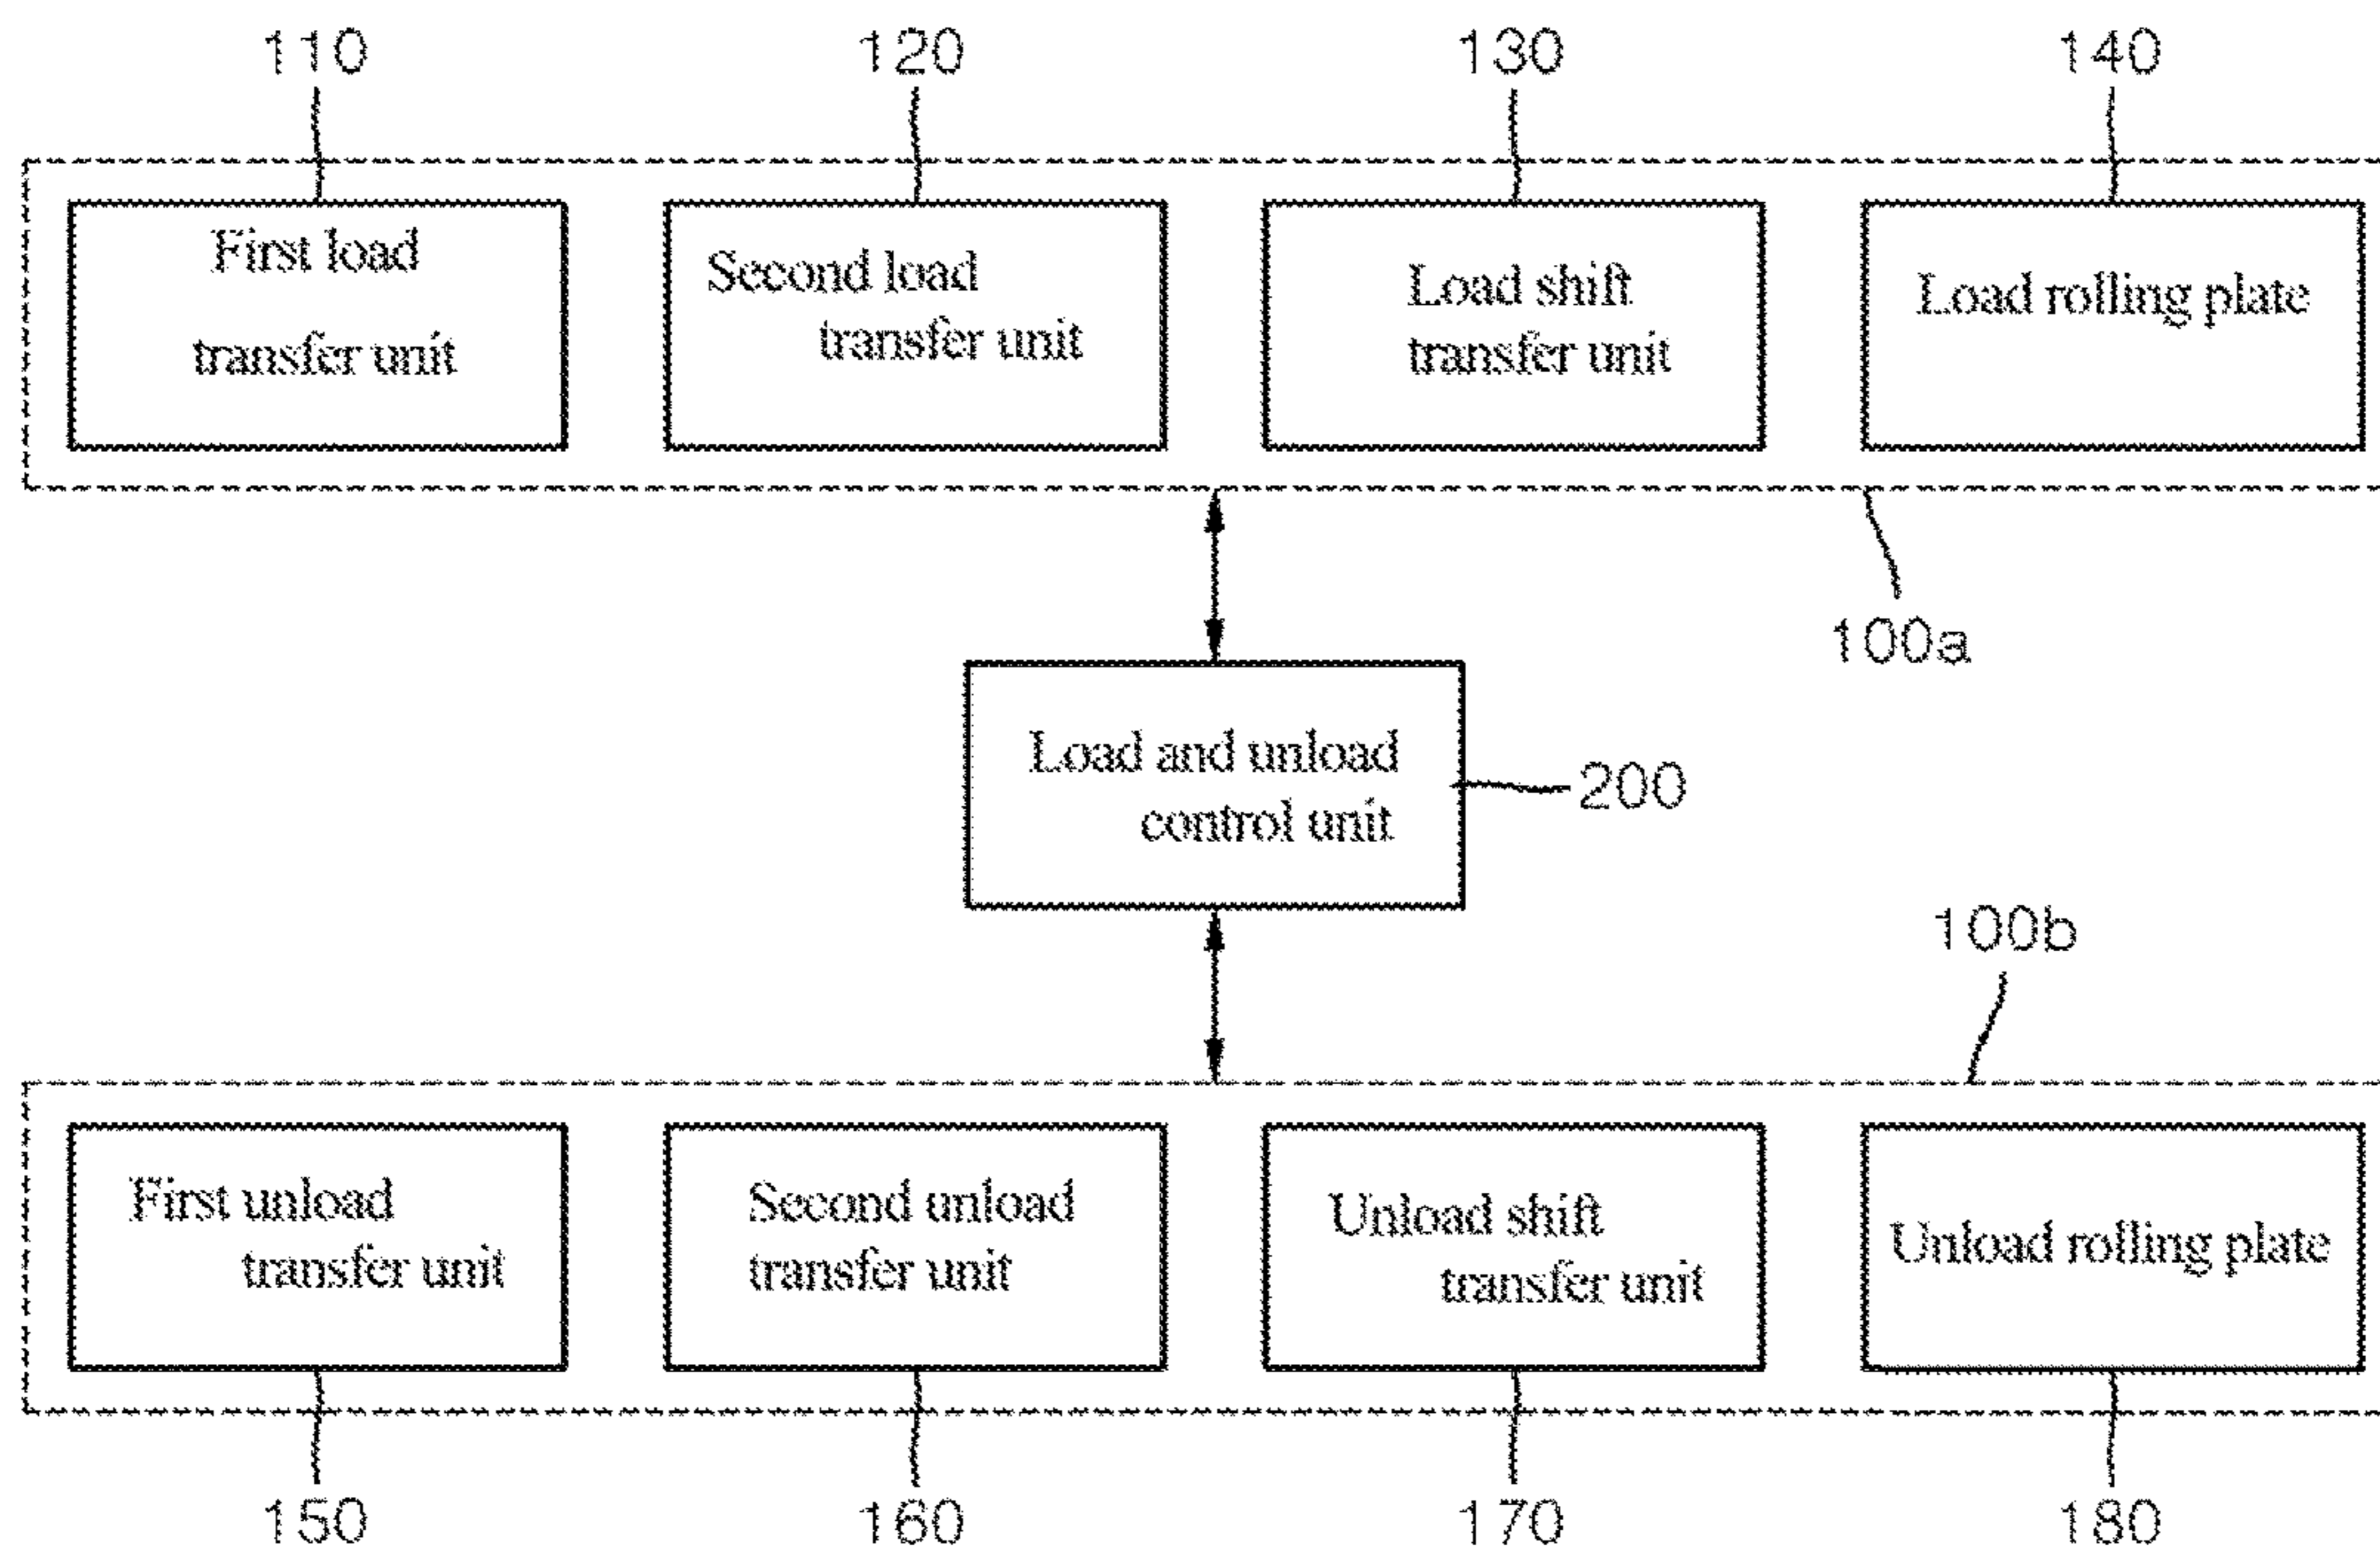 110
120
130
140
First load
transfer unit
Second load
transfer unit
Load shift
transfer unit
Load rolling plate
100a
Load and unload
control unit
200
100b
First unload
transfer unit
Second unload
transfer unit
Unload shift
transfer unit
Unload rolling plate
150
160
170
180